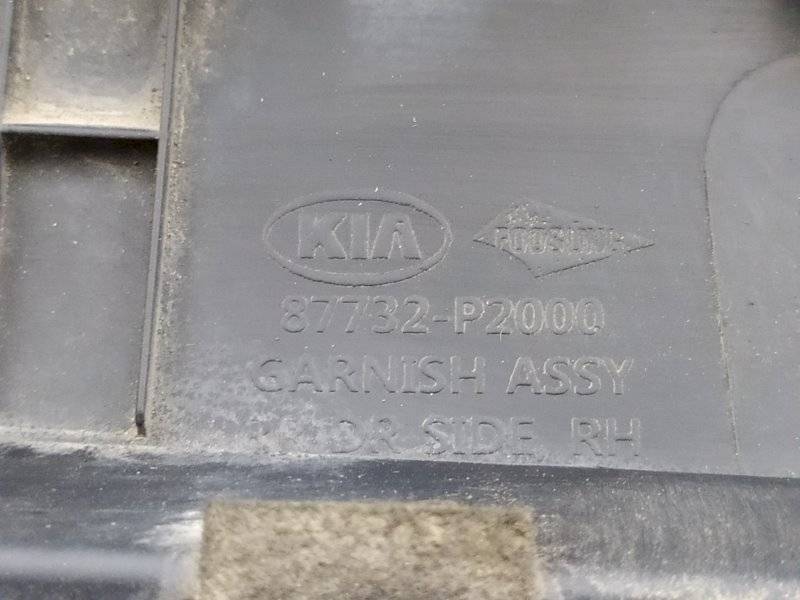 KIA
87732-P2000
GARNISH ASSY
DR SIDE, RH